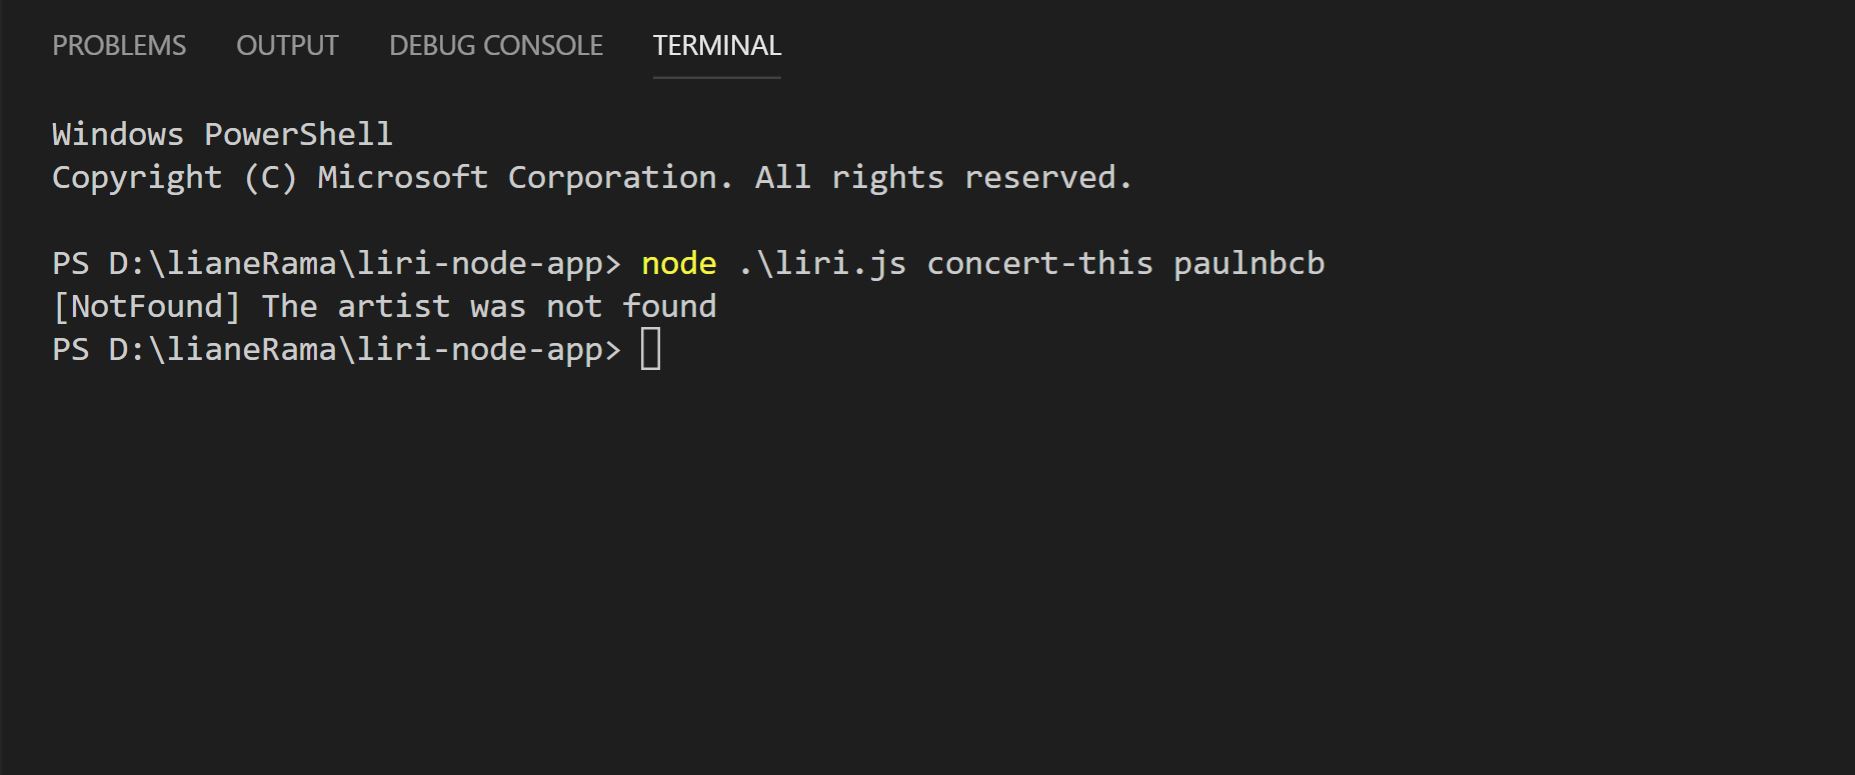 PROBLEMS OUTPUT DEBUG CONSOLE TERMINAL
Windows PowerShell
Copyright (C) Microsoft Corporation. All rights reserved.
PS D:\lianeRama\liri-node-app> node .\liri.js concert-this paulnbcb
[NotFound] The artist was not found
PS D:\lianeRama\liri-node-app>